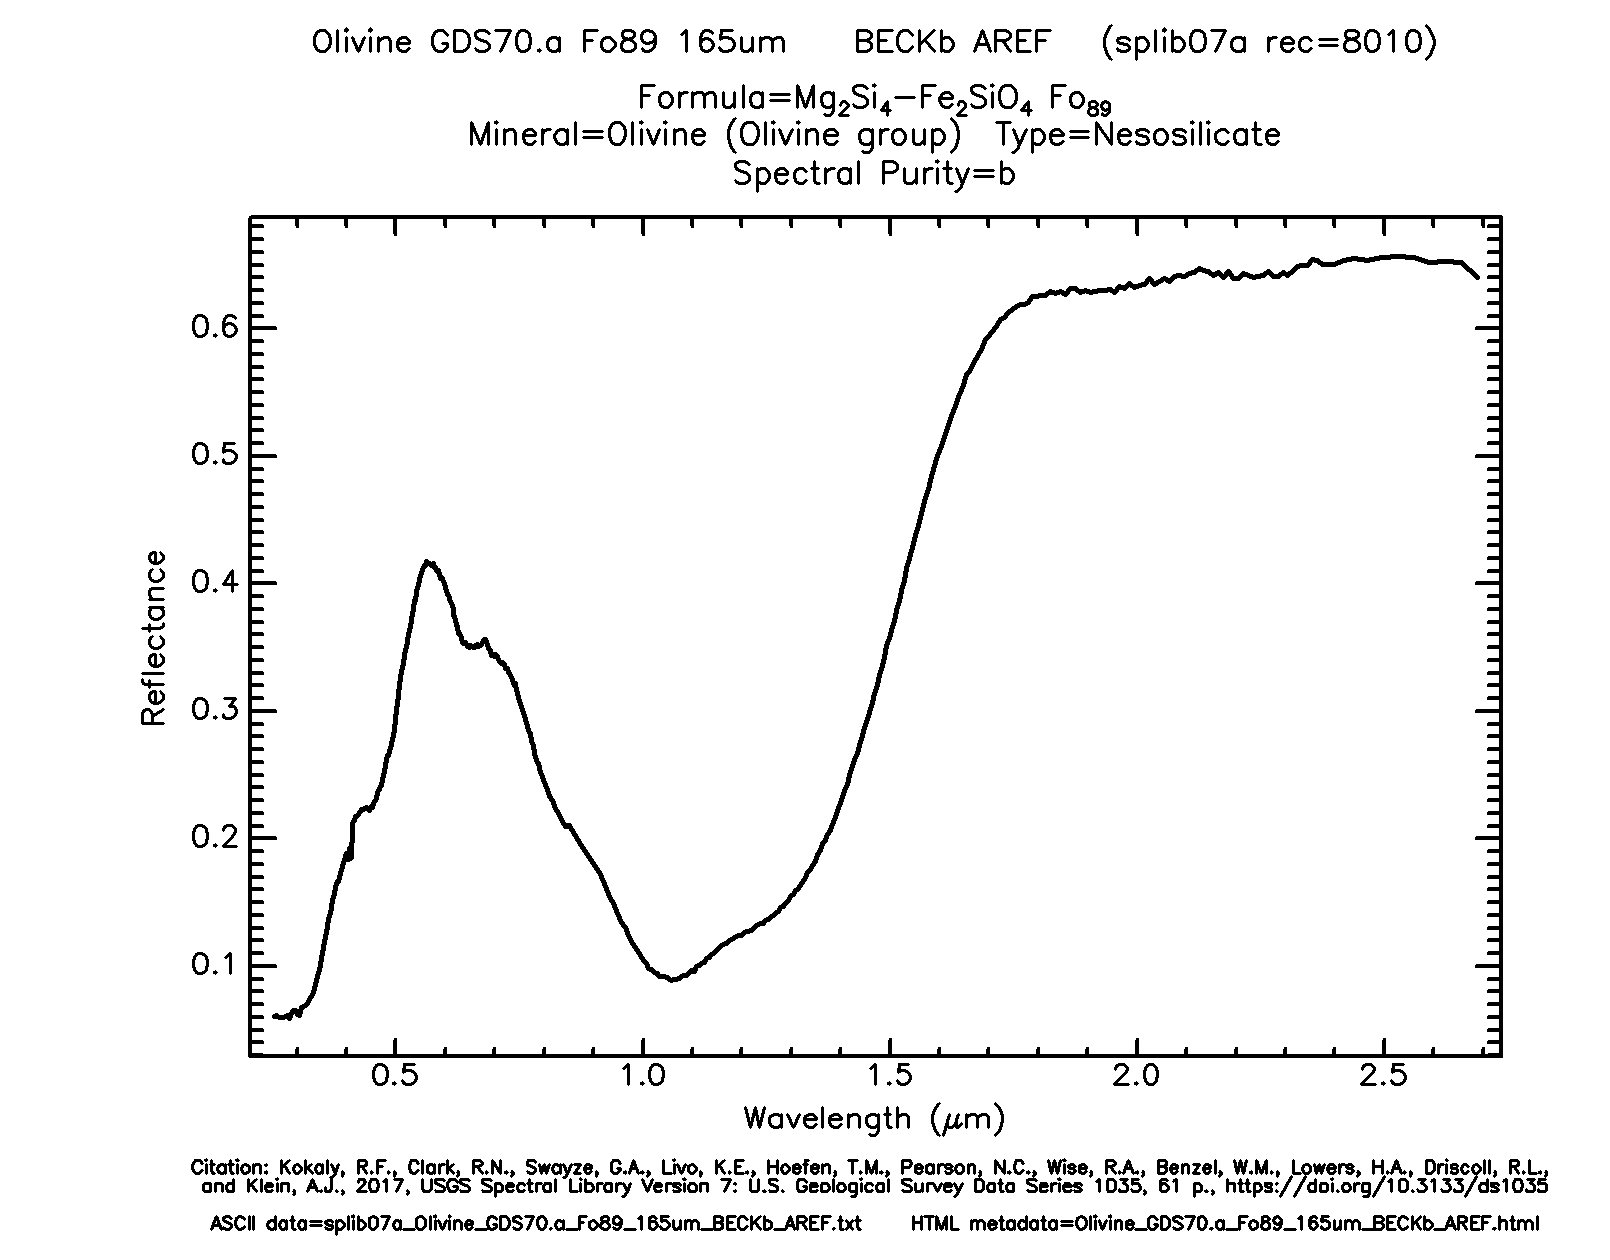 Olivine GDS70.a Fo89 165um BECKb AREF (splib07a rec=8010)
Formula=Mg₂Si₄−Fe₂SiO₄ Fo₈₉
Mineral=Olivine (Olivine group) Type=Nesosilicate
Spectral Purity=b
0.6
0.5
0.4
0.3
0.2
0.1
Reflectance
0.5 1.0 1.5 2.0 2.5
Wavelength (μm)
Citation: Kokaly, R.F., Clark, R.N., Swayze, G.A., Livo, K.E., Hoefen, T.M., Pearson, N.C., Wise, R.A., Benzel, W.M., Lowers, H.A., Driscoll, R.L.,
and Klein, A.J., 2017, USGS Spectral Library Version 7: U.S. Geological Survey Data Series 1035, 61 p., https://doi.org/10.3133/ds1035
ASCII data=splib07a_Olivine_GDS70.a_Fo89_165um_BECKb_AREF.txt HTML metadata=Olivine_GDS70.a_Fo89_165um_BECKb_AREF.html